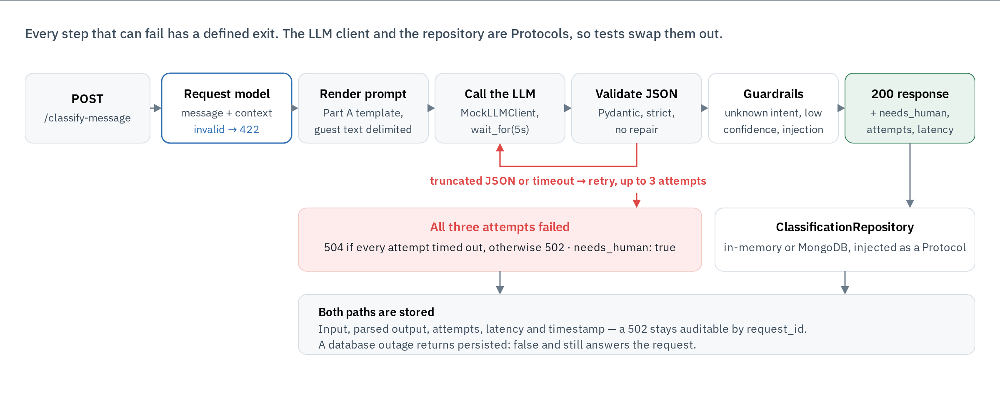 Every step that can fail has a defined exit. The LLM client and the repository are Protocols, so tests swap them out.
POST
/classify-message
Request model
message + context
invalid → 422
Render prompt
Part A template,
guest text delimited
Call the LLM
MockLLMClient,
wait_for(5s)
Validate JSON
Pydantic, strict,
no repair
Guardrails
unknown intent, low
confidence, injection
200 response
+ needs_human,
attempts, latency
truncated JSON or timeout → retry, up to 3 attempts
All three attempts failed
504 if every attempt timed out, otherwise 502 · needs_human: true
ClassificationRepository
in-memory or MongoDB, injected as a Protocol
Both paths are stored
Input, parsed output, attempts, latency and timestamp — a 502 stays auditable by request_id.
A database outage returns persisted: false and still answers the request.